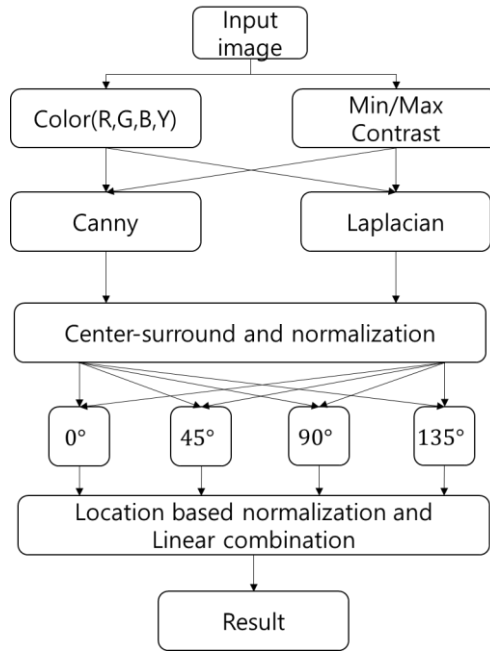 Input
image
Color(R,G,B,Y)
Min/Max
Contrast
Canny
Laplacian
Center-surround and normalization
0°
45°
90°
135°
Location based normalization and
Linear combination
Result